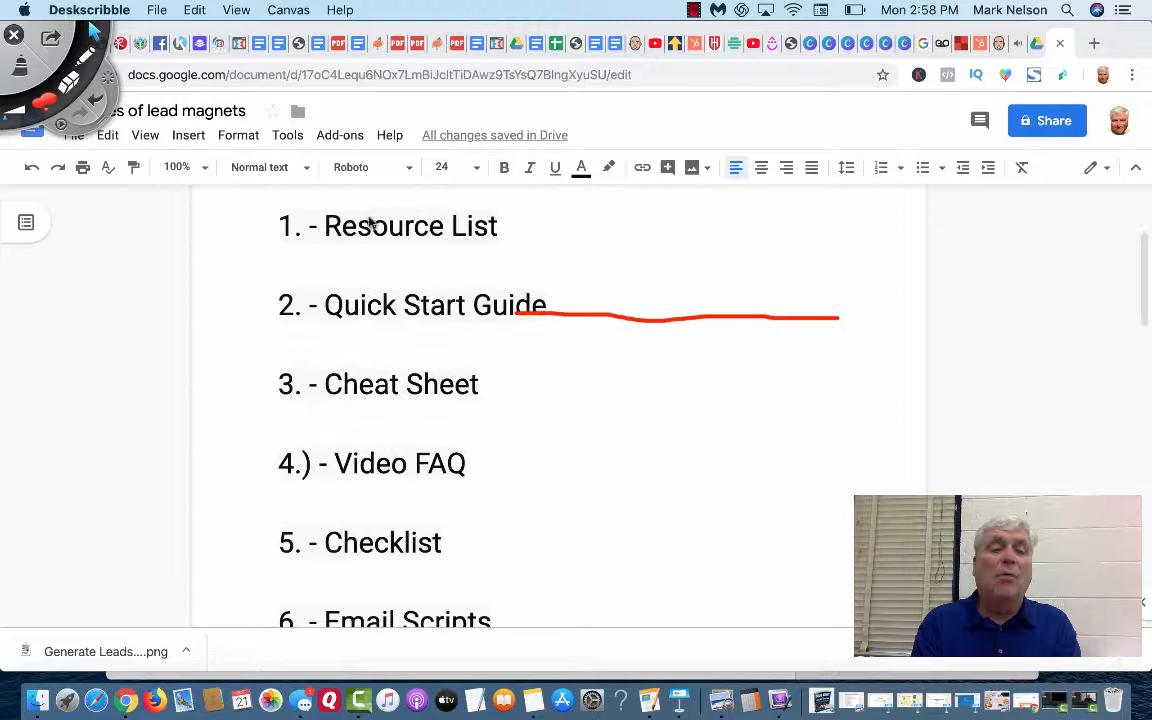 Deskscribble File Edit View Canvas Help Mon 2:58 PM Mark Nelson
docs.google.com/document/d/17oC4Lequ6NOx7LmBiJcltTiDAwz9TsYsQ7BlngXyuSU/edit
es of lead magnets
Edit View Insert Format Tools Add-ons Help All changes saved in Drive
Share
100% Normal text Roboto 24 B I U A
1. - Resource List
2. - Quick Start Guide
3. - Cheat Sheet
4.) - Video FAQ
5. - Checklist
6. - Email Scripts
Generate Leads....png